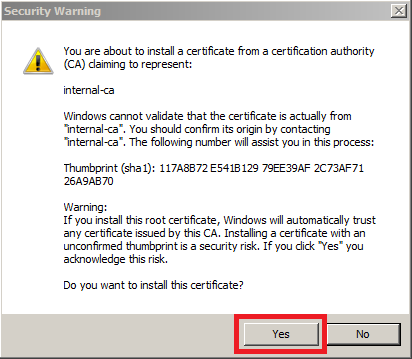 Security Warning
You are about to install a certificate from a certification authority
(CA) claiming to represent:
internal-ca
Windows cannot validate that the certificate is actually from
"internal-ca". You should confirm its origin by contacting
"internal-ca". The following number will assist you in this process:
Thumbprint (sha1): 117A8B72 E541B129 79EE39AF 2C73AF71
26A9AB70
Warning:
If you install this root certificate, Windows will automatically trust
any certificate issued by this CA. Installing a certificate with an
unconfirmed thumbprint is a security risk. If you click "Yes" you
acknowledge this risk.
Do you want to install this certificate?
Yes
No